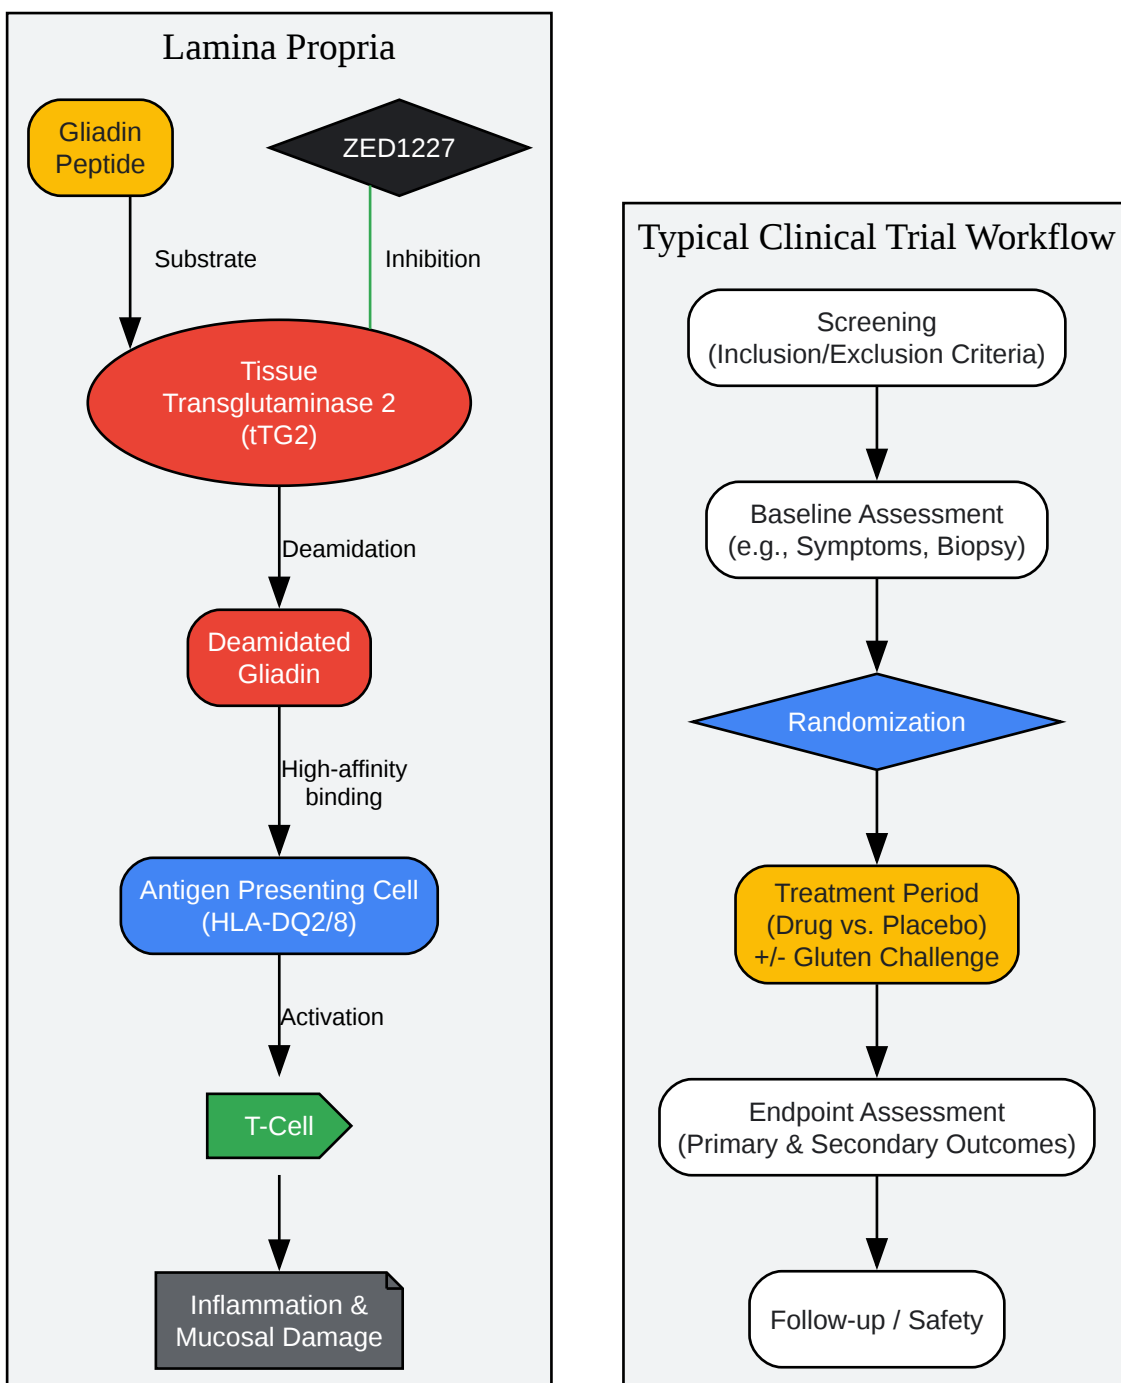 Lamina Propria
Gliadin
Peptide
ZED1227
Substrate
Inhibition
Tissue
Transglutaminase 2
(tTG2)
Deamidation
Deamidated
Gliadin
High-affinity
binding
Antigen Presenting Cell
(HLA-DQ2/8)
Activation
T-Cell
Inflammation &
Mucosal Damage
Typical Clinical Trial Workflow
Screening
(Inclusion/Exclusion Criteria)
Baseline Assessment
(e.g., Symptoms, Biopsy)
Randomization
Treatment Period
(Drug vs. Placebo)
+/- Gluten Challenge
Endpoint Assessment
(Primary & Secondary Outcomes)
Follow-up / Safety